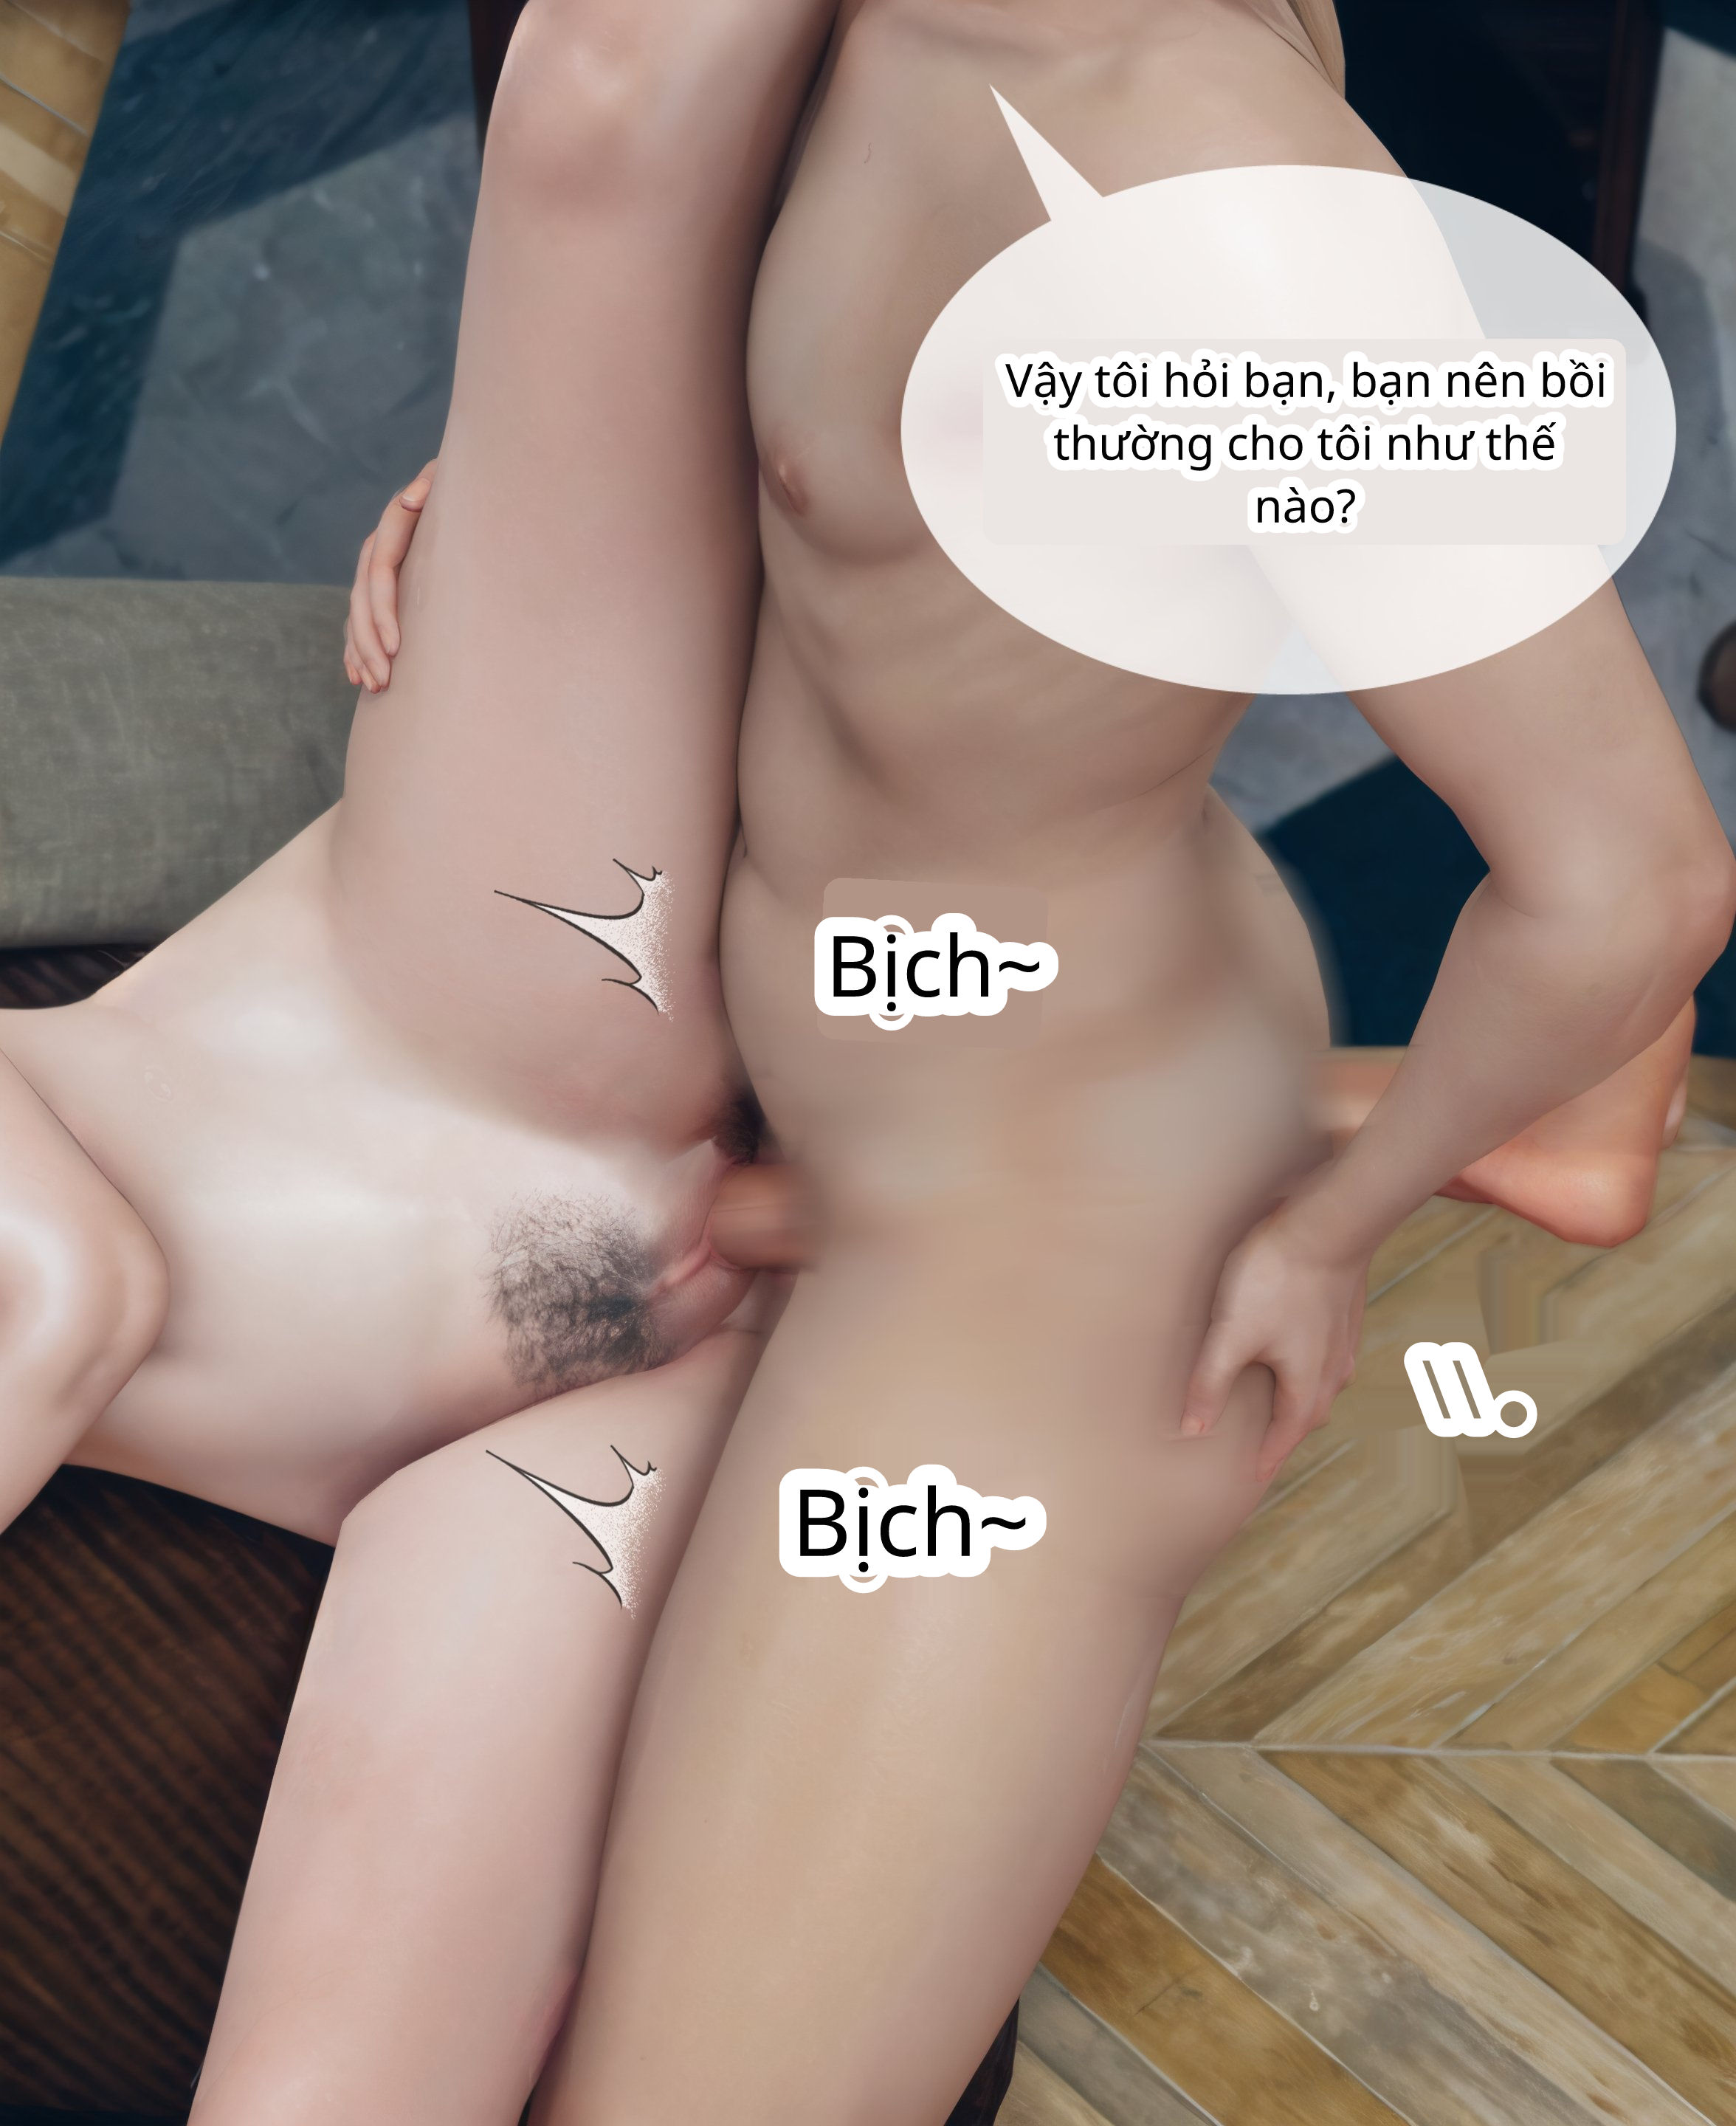 Vậy tôi hỏi bạn, bạn nên bồi
thường cho tôi như thế
nào?
Bịch~
Bịch~